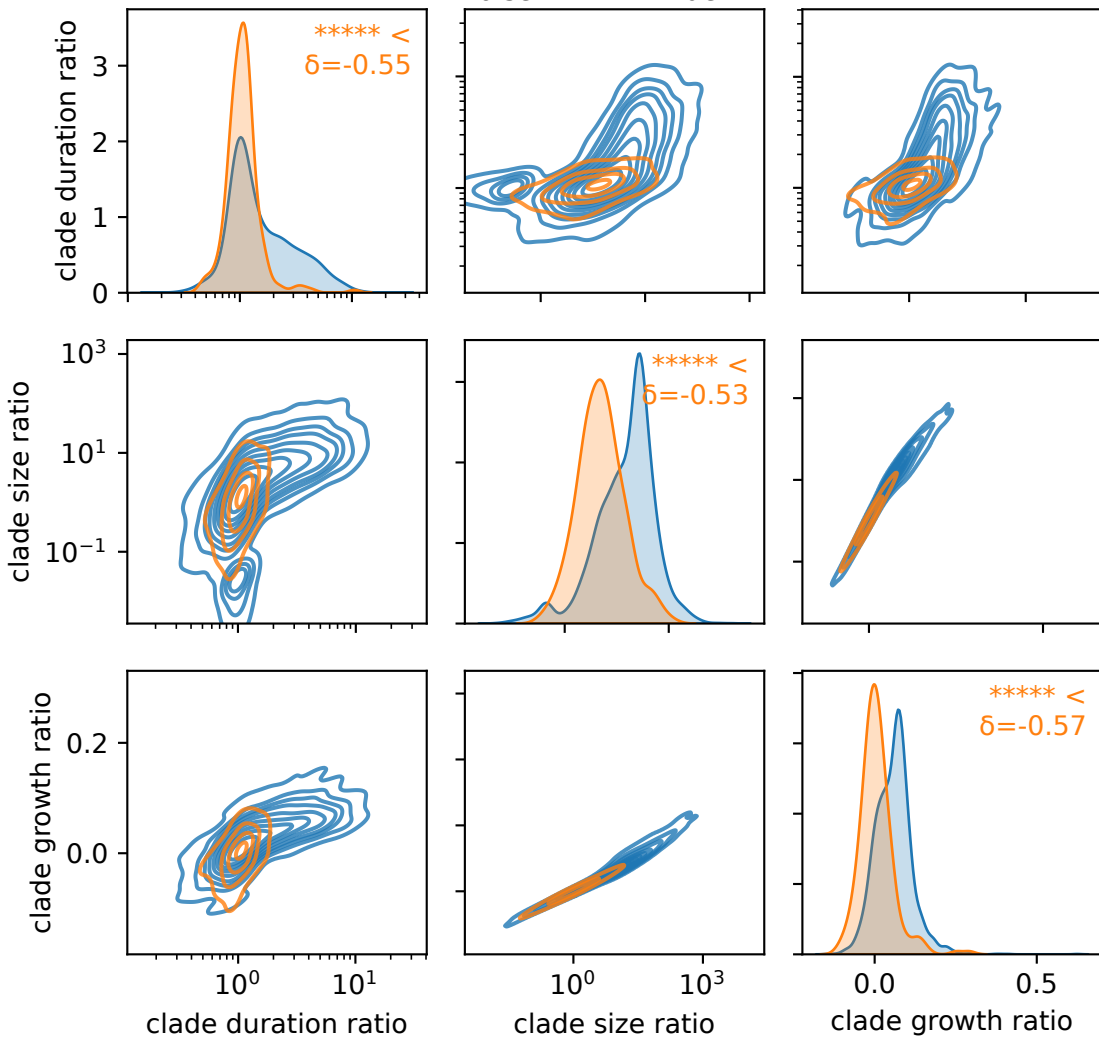 clade duration ratio
3
2
1
0
***** <
δ=-0.55
clade size ratio
10³
10¹
10⁻¹
***** <
δ=-0.53
clade growth ratio
0.2
0.0
***** <
δ=-0.57
10⁰
10¹
10⁰
10³
0.0
0.5
clade duration ratio
clade size ratio
clade growth ratio